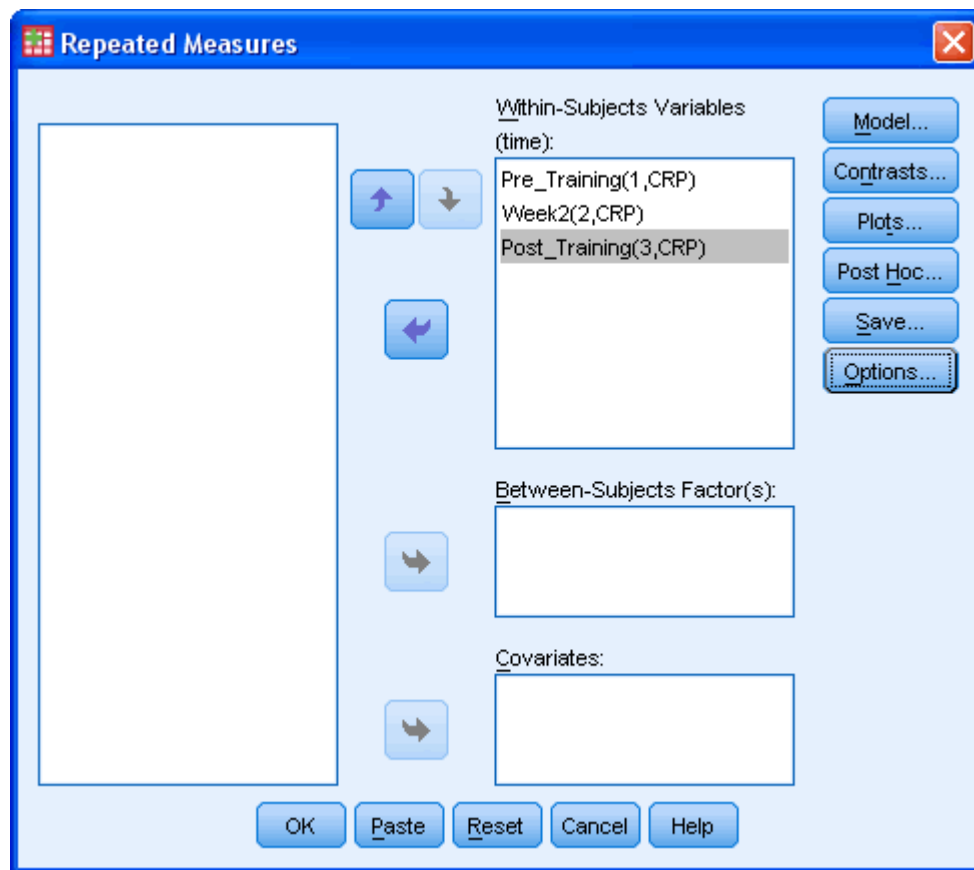 Repeated Measures
Within-Subjects Variables
(time):
Pre_Training(1,CRP)
Week2(2,CRP)
Post_Training(3,CRP)
Model...
Contrasts...
Plots...
Post Hoc...
Save...
Options...
Between-Subjects Factor(s):
Covariates:
OK
Paste
Reset
Cancel
Help